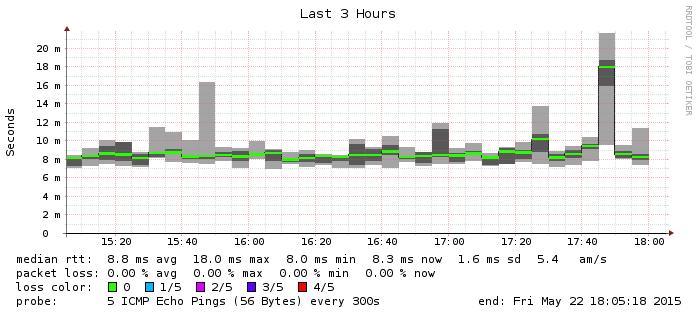 Last 3 Hours
RRDTOOL / TOBI OETIKER
Seconds
20 m
18 m
16 m
14 m
12 m
10 m
8 m
6 m
4 m
2 m
0
15:20 15:40 16:00 16:20 16:40 17:00 17:20 17:40 18:00
median rtt: 8.8 ms avg 18.0 ms max 8.0 ms min 8.3 ms now 1.6 ms sd 5.4 am/s
packet loss: 0.00 % avg 0.00 % max 0.00 % min 0.00 % now
loss color: 0 1/5 2/5 3/5 4/5
probe: 5 ICMP Echo Pings (56 Bytes) every 300s end: Fri May 22 18:05:18 2015